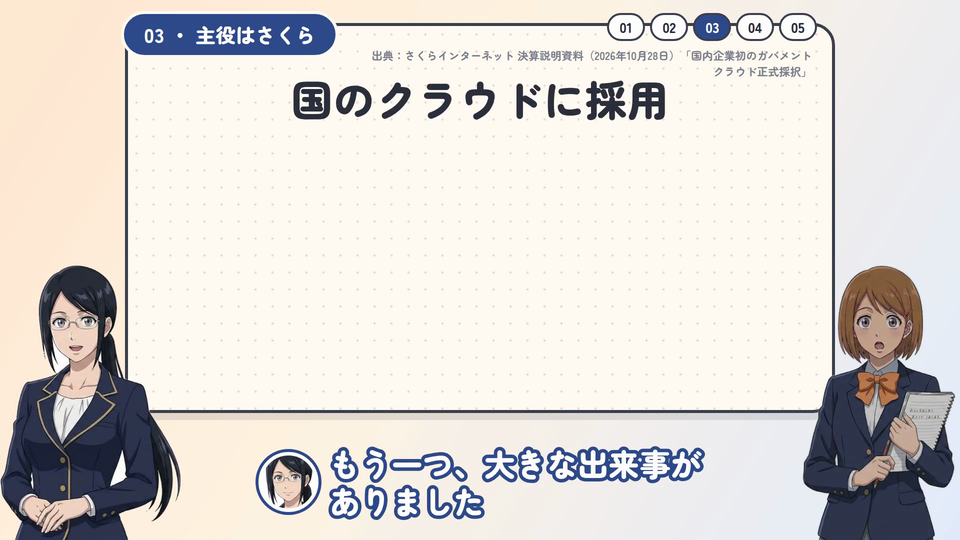 03 ・ 主役はさくら
01 02 03 04 05
出典：さくらインターネット 決算説明資料（2026年10月28日）「国内企業初のガバメント
クラウド正式採択」
国のクラウドに採用
もう一つ、大きな出来事が
ありました